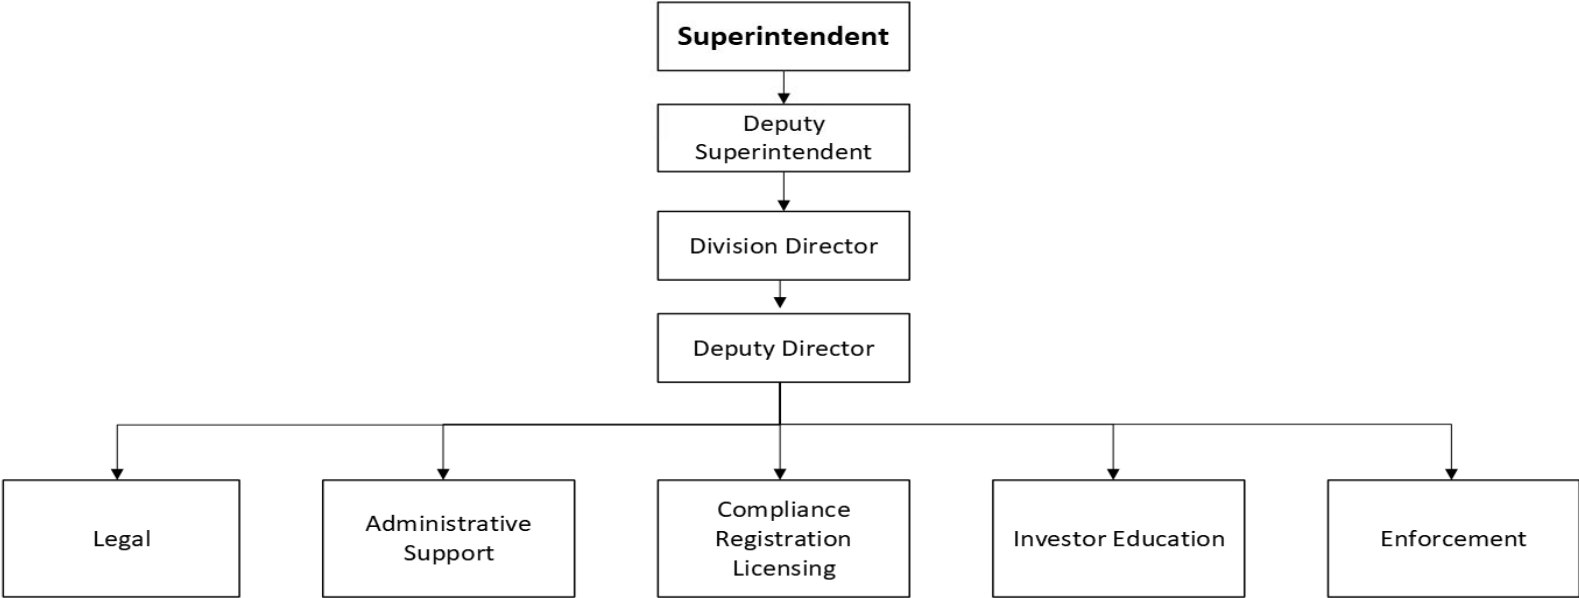 Superintendent
Deputy
Superintendent
Division Director
Deputy Director
Legal
Administrative
Support
Compliance
Registration
Licensing
Investor Education
Enforcement